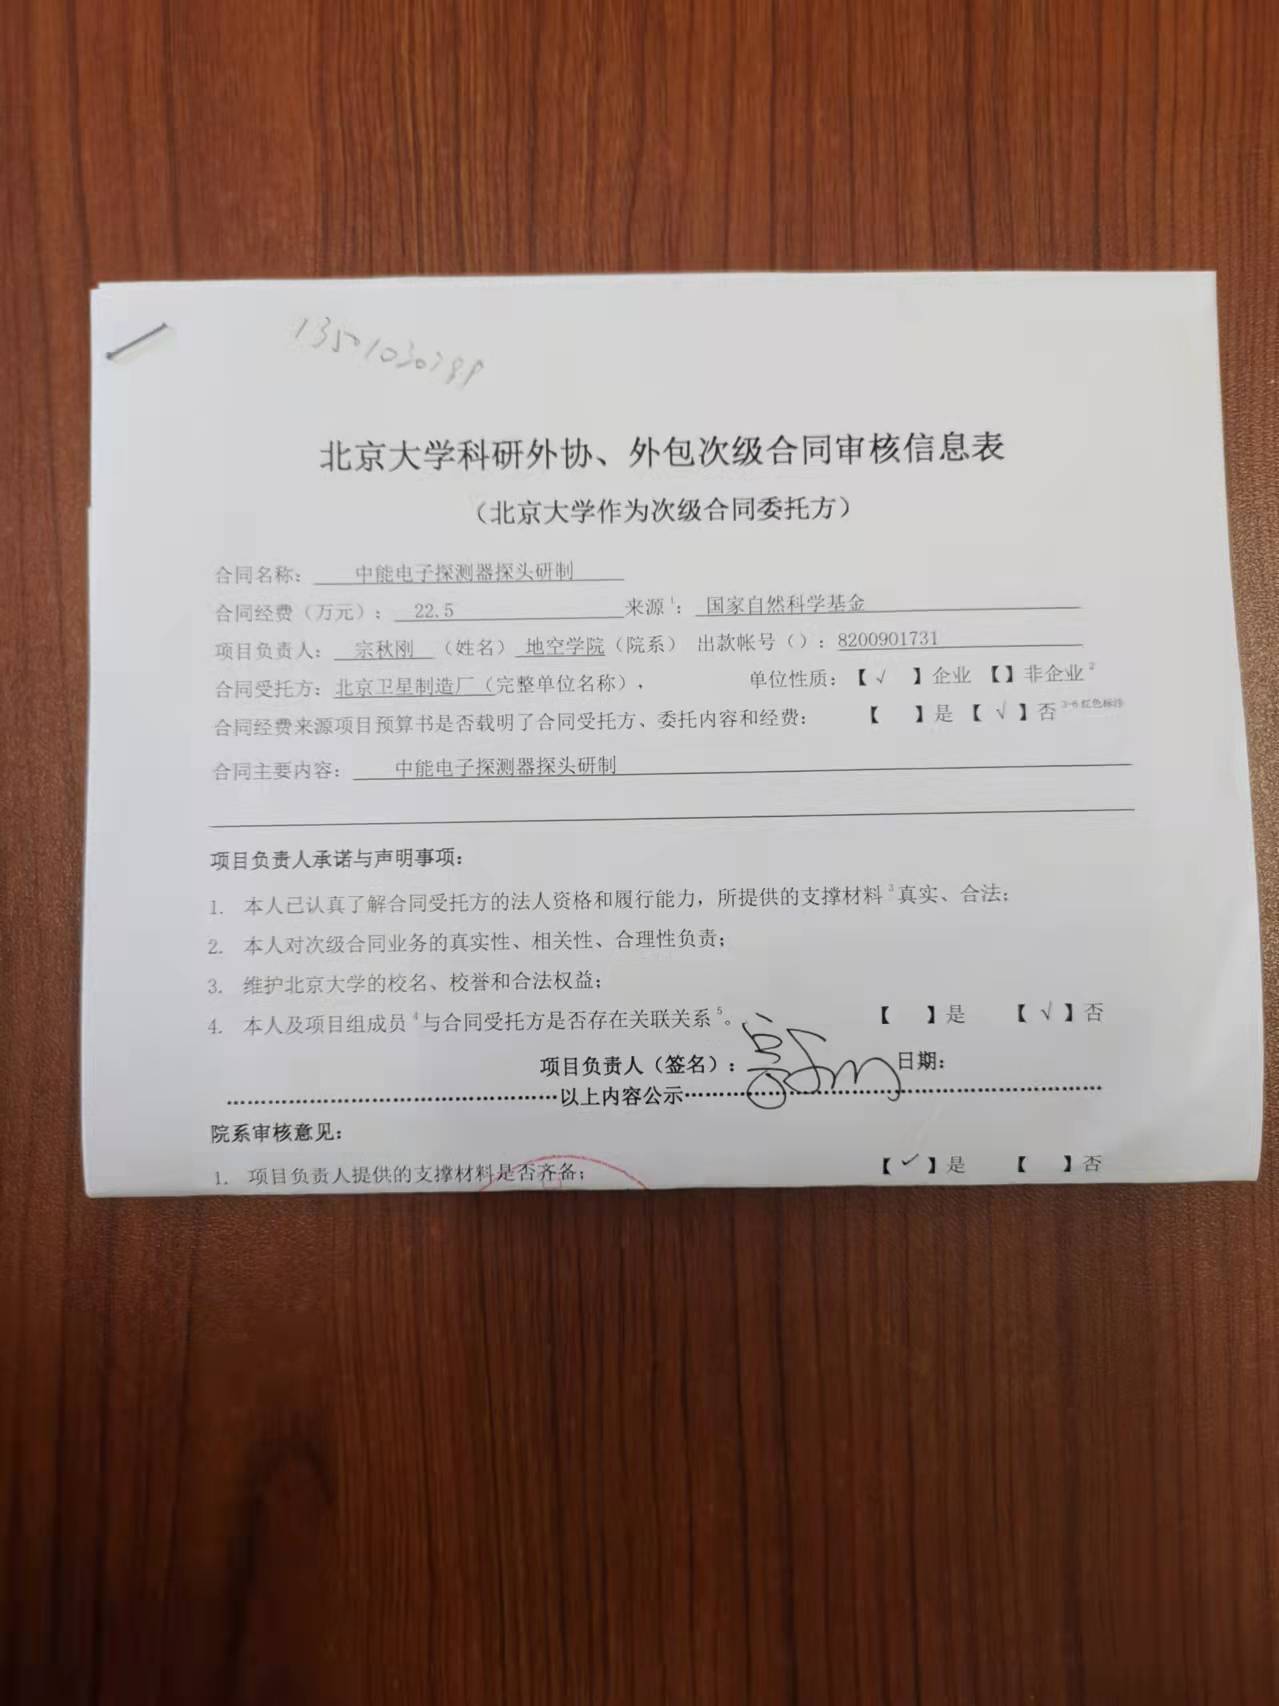 13501030789
北京大学科研外协、外包次级合同审核信息表
（北京大学作为次级合同委托方）
合同名称： 中能电子探测器探头研制
合同经费（万元）： 22.5 来源1： 国家自然科学基金
项目负责人： 宗秋刚 （姓名） 地空学院（院系） 出款帐号（）：8200901731
合同受托方：北京卫星制造厂（完整单位名称）， 单位性质：【√ 】企业 【】非企业2
合同经费来源项目预算书是否载明了合同受托方、委托内容和经费： 【 】是 【 √ 】否
合同主要内容： 中能电子探测器探头研制
项目负责人承诺与声明事项：
1. 本人已认真了解合同受托方的法人资格和履行能力，所提供的支撑材料3真实、合法；
2. 本人对次级合同业务的真实性、相关性、合理性负责；
3. 维护北京大学的校名、校誉和合法权益；
4. 本人及项目组成员4与合同受托方是否存在关联关系5。 【 】是 【 √ 】否
项目负责人（签名）： 日期：
以上内容公示
院系审核意见：
1. 项目负责人提供的支撑材料是否齐备； 【 ✓ 】是 【 】否